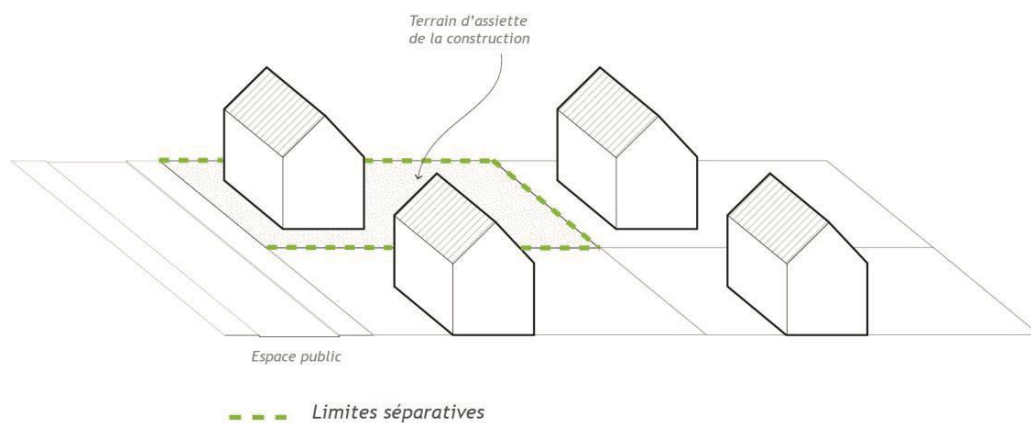 Terrain d'assiette
de la construction
Espace public
Limites séparatives